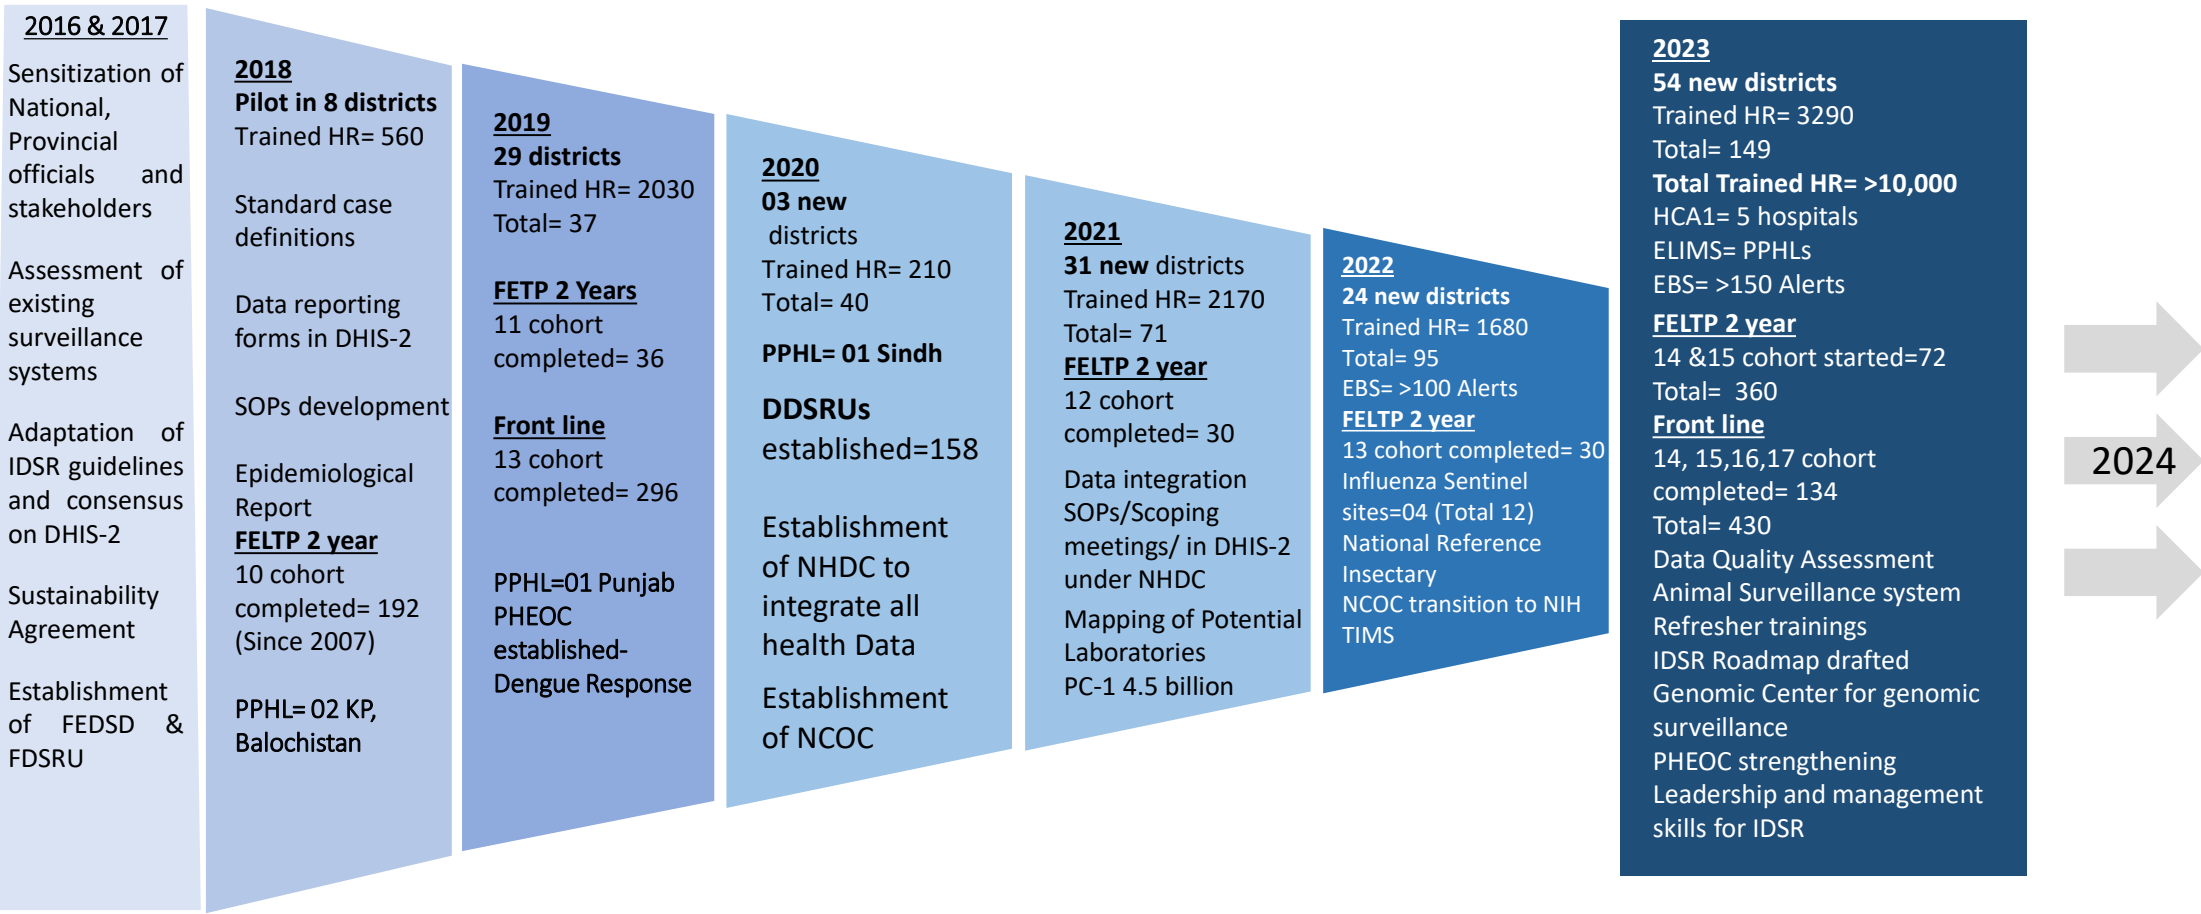 2016 & 2017
Sensitization of
National,
Provincial
officials and
stakeholders
Assessment of
existing
surveillance
systems
Adaptation of
IDSR guidelines
and consensus
on DHIS-2
Sustainability
Agreement
Establishment
of FEDSD &
FDSRU
2018
Pilot in 8 districts
Trained HR= 560
Standard case
definitions
Data reporting
forms in DHIS-2
SOPs development
Epidemiological
Report
FELTP 2 year
10 cohort
completed= 192
(Since 2007)
PPHL= 02 KP,
Balochistan
2019
29 districts
Trained HR= 2030
Total= 37
FETP 2 Years
11 cohort
completed= 36
Front line
13 cohort
completed= 296
PPHL=01 Punjab
PHEOC
established-
Dengue Response
2020
03 new
districts
Trained HR= 210
Total= 40
PPHL= 01 Sindh
DDSRUs
established=158
Establishment
of NHDC to
integrate all
health Data
Establishment
of NCOC
2021
31 new districts
Trained HR= 2170
Total= 71
FELTP 2 year
12 cohort
completed= 30
Data integration
SOPs/Scoping
meetings/ in DHIS-2
under NHDC
Mapping of Potential
Laboratories
PC-1 4.5 billion
2022
24 new districts
Trained HR= 1680
Total= 95
EBS= >100 Alerts
FELTP 2 year
13 cohort completed= 30
Influenza Sentinel
sites=04 (Total 12)
National Reference
Insectary
NCOC transition to NIH
TIMS
2023
54 new districts
Trained HR= 3290
Total= 149
Total Trained HR= >10,000
HCA1= 5 hospitals
ELIMS= PPHLs
EBS= >150 Alerts
FELTP 2 year
14 &15 cohort started=72
Total= 360
Front line
14, 15,16,17 cohort
completed= 134
Total= 430
Data Quality Assessment
Animal Surveillance system
Refresher trainings
IDSR Roadmap drafted
Genomic Center for genomic
surveillance
PHEOC strengthening
Leadership and management
skills for IDSR
2024